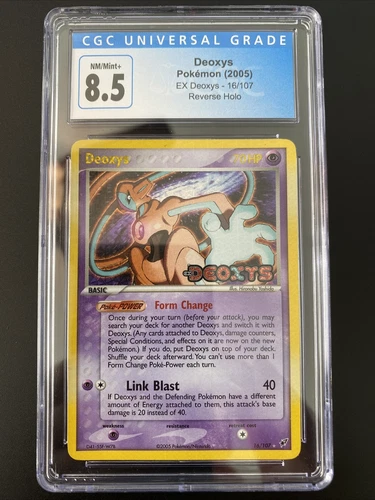 CGC UNIVERSAL GRADE
NM/Mint+
8.5
Deoxys
Pokémon (2005)
EX Deoxys - 16/107
Reverse Holo
Deoxys
HP
DEOXYS
BASIC
Illus. Hironobu Yoshida
Poké-POWER Form Change
Once during your turn (before your attack), you may
search your deck for another Deoxys and switch it with
Deoxys. (Any cards attached to Deoxys, damage counters,
Special Conditions, and effects on it are now on the new
Pokémon.) If you do, put Deoxys on top of your deck.
Shuffle your deck afterward. You can't use more than 1
Form Change Poké-Power each turn.
Link Blast 40
If Deoxys and the Defending Pokémon have a different
amount of Energy attached to them, this attack's base
damage is 20 instead of 40.
weakness
resistance
retreat cost
©2005 Pokémon/Nintendo
16/107